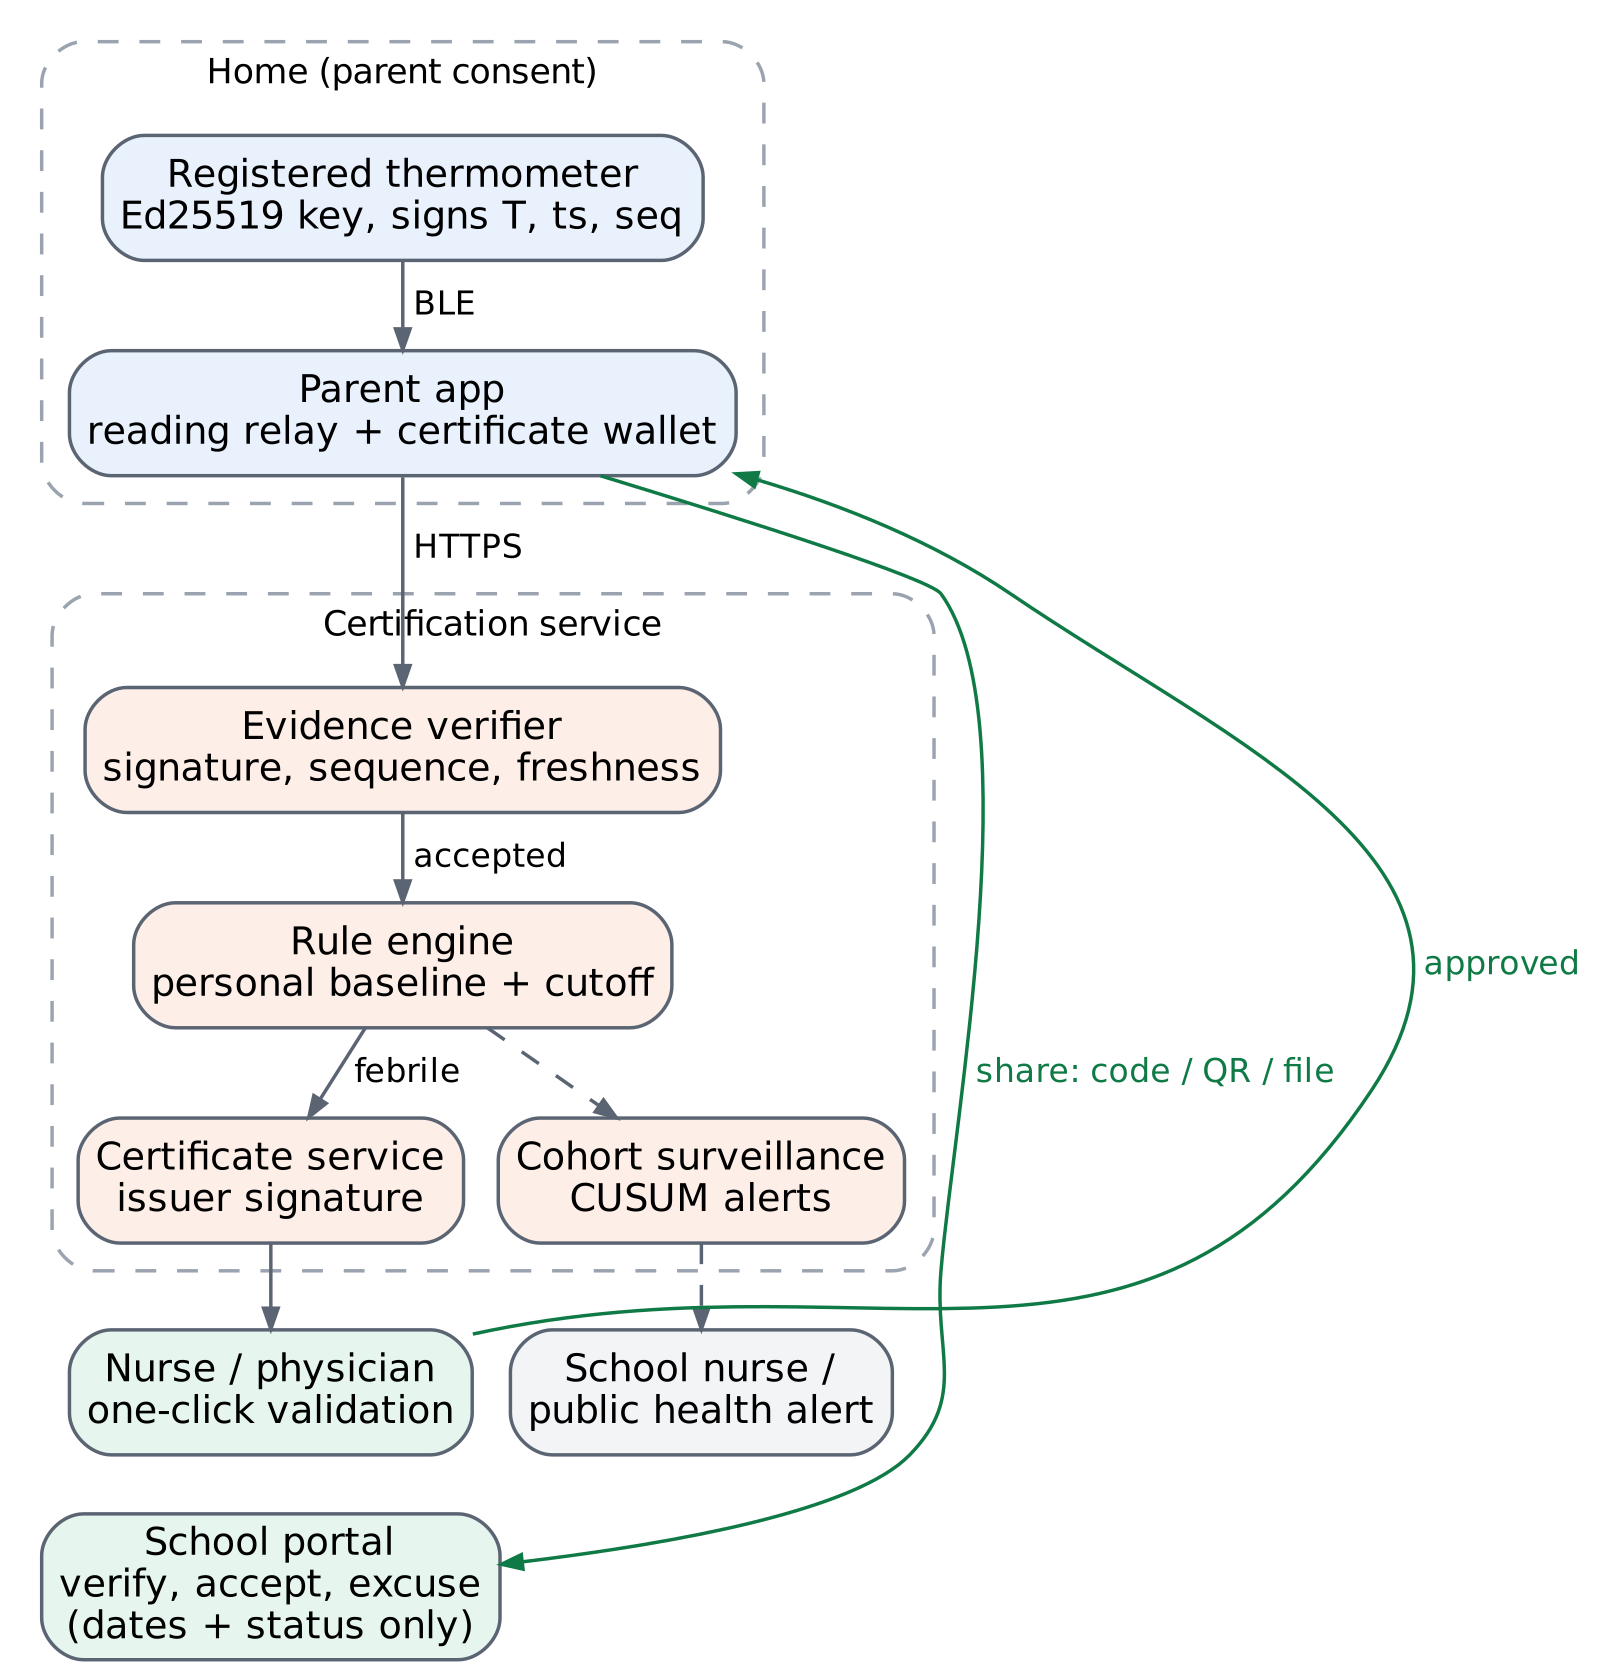 Home (parent consent)
Registered thermometer
Ed25519 key, signs T, ts, seq
BLE
Parent app
reading relay + certificate wallet
HTTPS
Certification service
Evidence verifier
signature, sequence, freshness
accepted
Rule engine
personal baseline + cutoff
approved
febrile
share: code / QR / file
Certificate service
issuer signature
Cohort surveillance
CUSUM alerts
Nurse / physician
one-click validation
School nurse /
public health alert
School portal
verify, accept, excuse
(dates + status only)